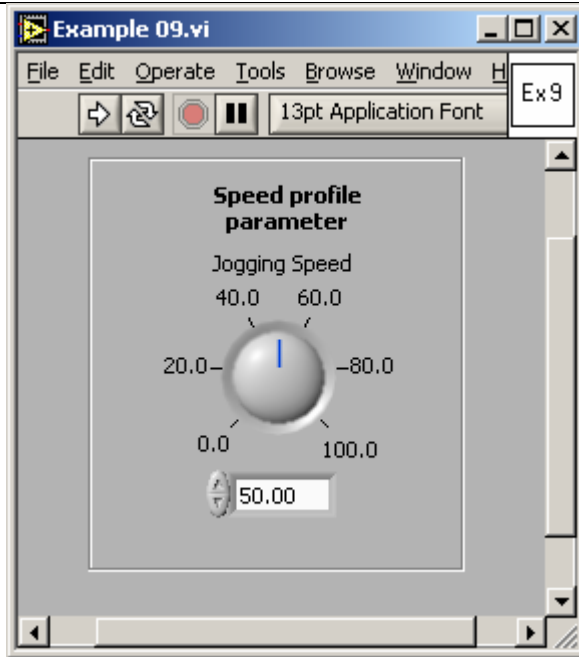 Example 09.vi
File Edit Operate Tools Browse Window H
13pt Application Font
Ex9
Speed profile
parameter
Jogging Speed
40.0 60.0
20.0 80.0
0.0 100.0
50.00